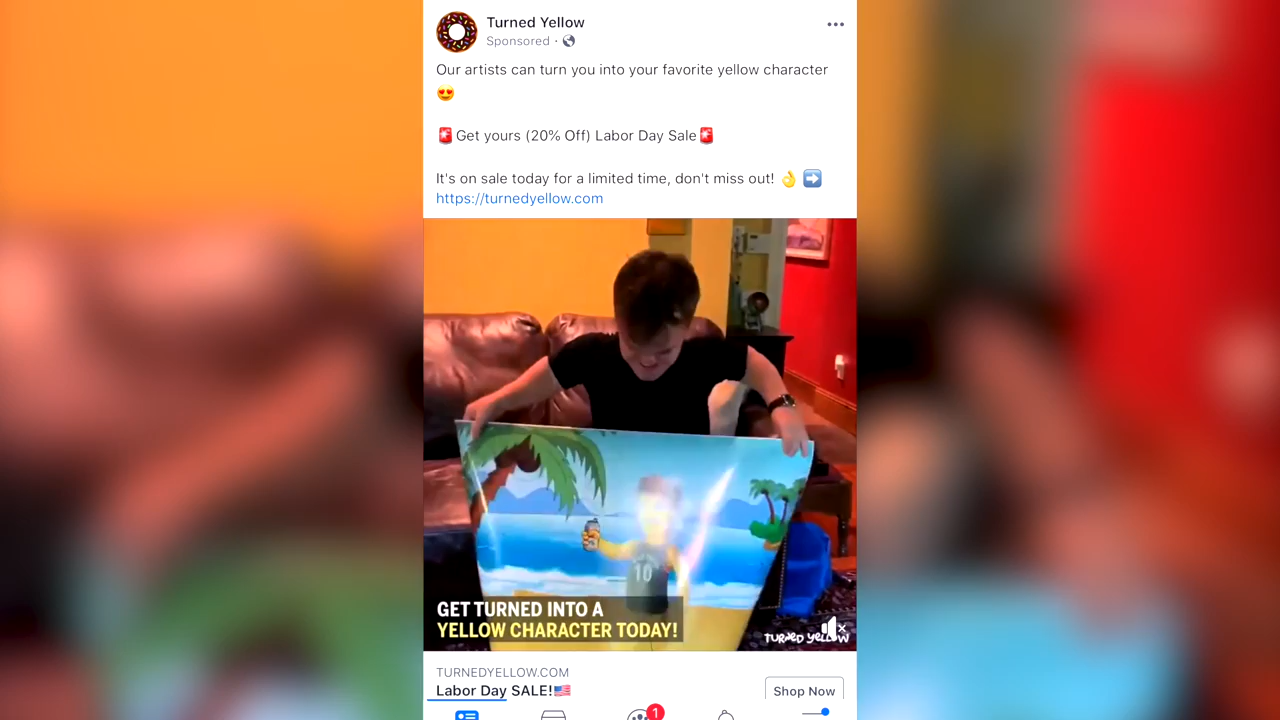 Turned Yellow
Sponsored ·
Our artists can turn you into your favorite yellow character
😍
🚨Get yours (20% Off) Labor Day Sale🚨
It's on sale today for a limited time, don't miss out! 👌 ➡️
https://turnedyellow.com
10
GET TURNED INTO A
YELLOW CHARACTER TODAY!
TURNED YELLOW
TURNEDYELLOW.COM
Labor Day SALE!🇺🇸
Shop Now
1